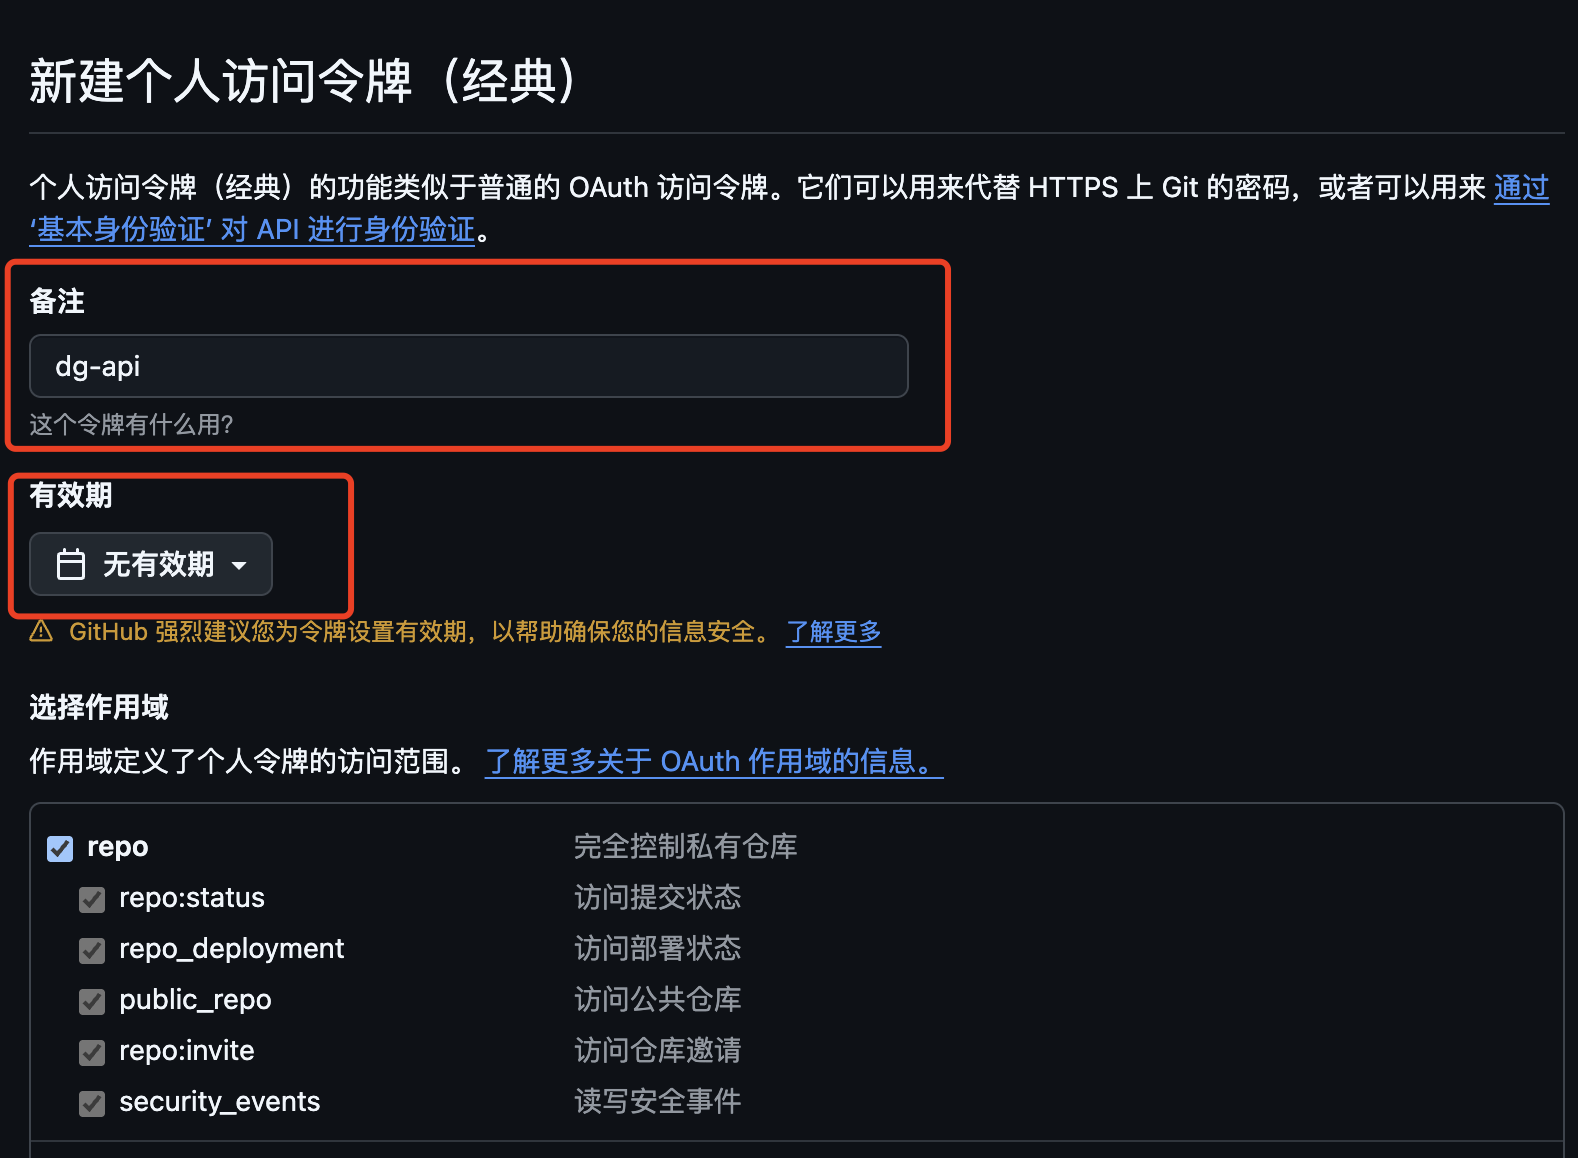 新建个人访问令牌（经典）
个人访问令牌（经典）的功能类似于普通的 OAuth 访问令牌。它们可以用来代替 HTTPS 上 Git 的密码，或者可以用来 通过
‘基本身份验证’ 对 API 进行身份验证。
备注
dg-api
这个令牌有什么用?
有效期
无有效期
GitHub 强烈建议您为令牌设置有效期，以帮助确保您的信息安全。 了解更多
选择作用域
作用域定义了个人令牌的访问范围。 了解更多关于 OAuth 作用域的信息。
repo 完全控制私有仓库
repo:status 访问提交状态
repo_deployment 访问部署状态
public_repo 访问公共仓库
repo:invite 访问仓库邀请
security_events 读写安全事件